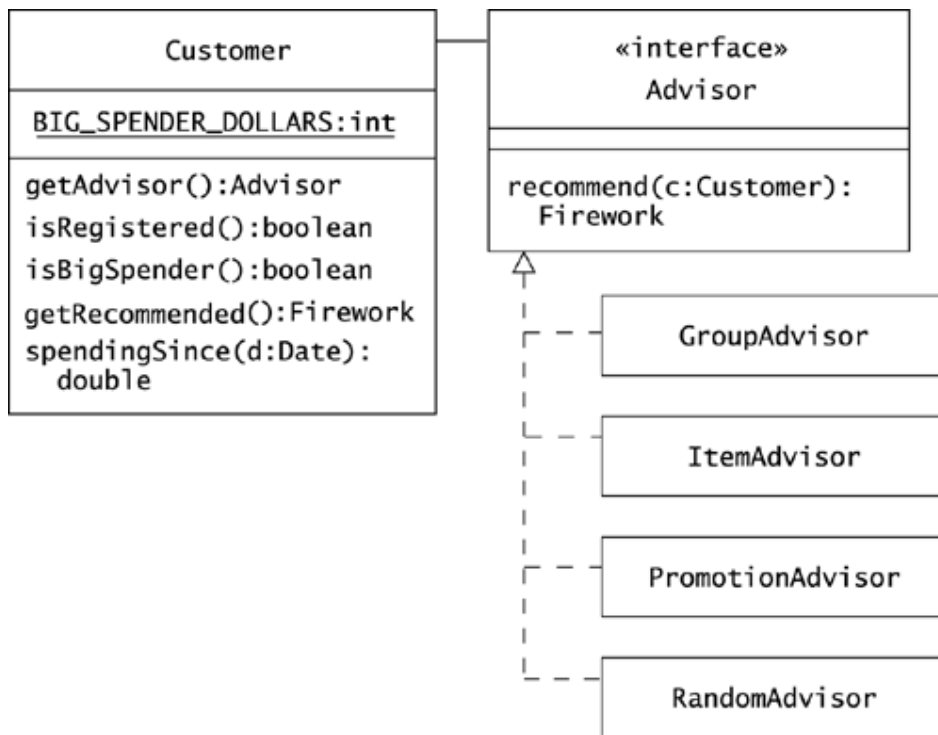 Customer
BIG_SPENDER_DOLLARS:int
getAdvisor():Advisor
isRegistered():boolean
isBigSpender():boolean
getRecommended():Firework
spendingSince(d:Date):
double
«interface»
Advisor
recommend(c:Customer):
Firework
GroupAdvisor
ItemAdvisor
PromotionAdvisor
RandomAdvisor